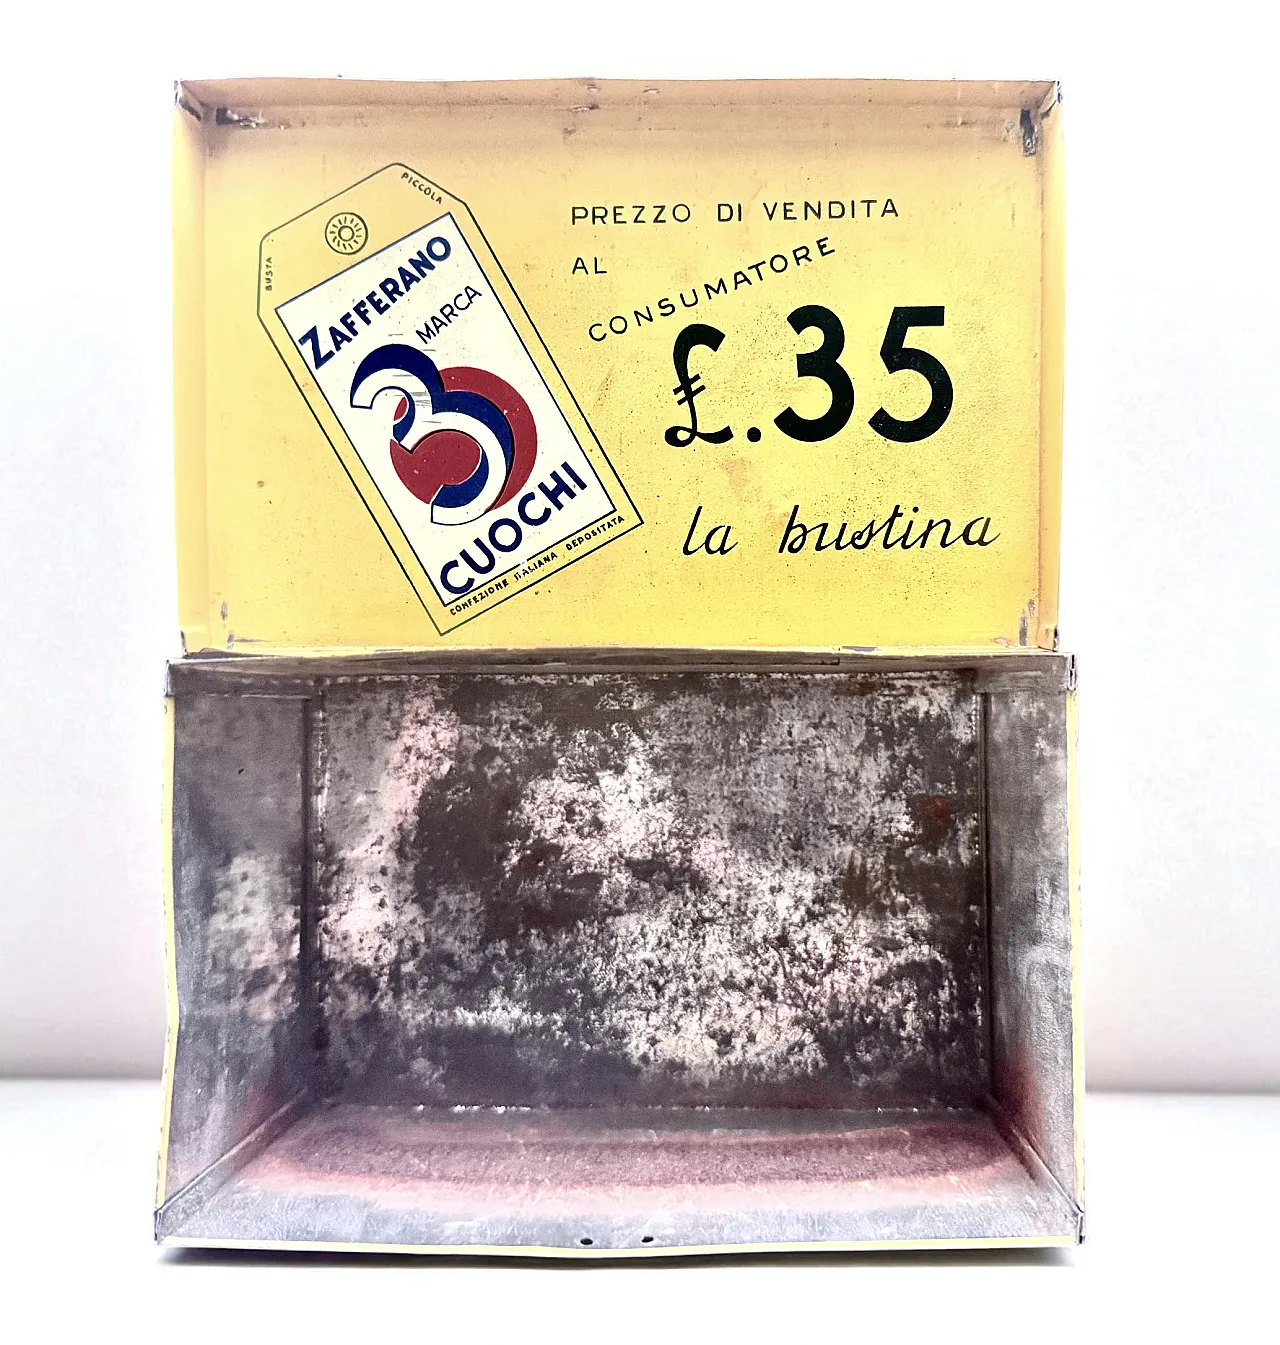 PICCOLA
BUSTA
ZAFFERANO
MARCA
3
CUOCHI
CONFEZIONE ITALIANA DEPOSITATA
PREZZO DI VENDITA
AL
CONSUMATORE
£.35
la bustina